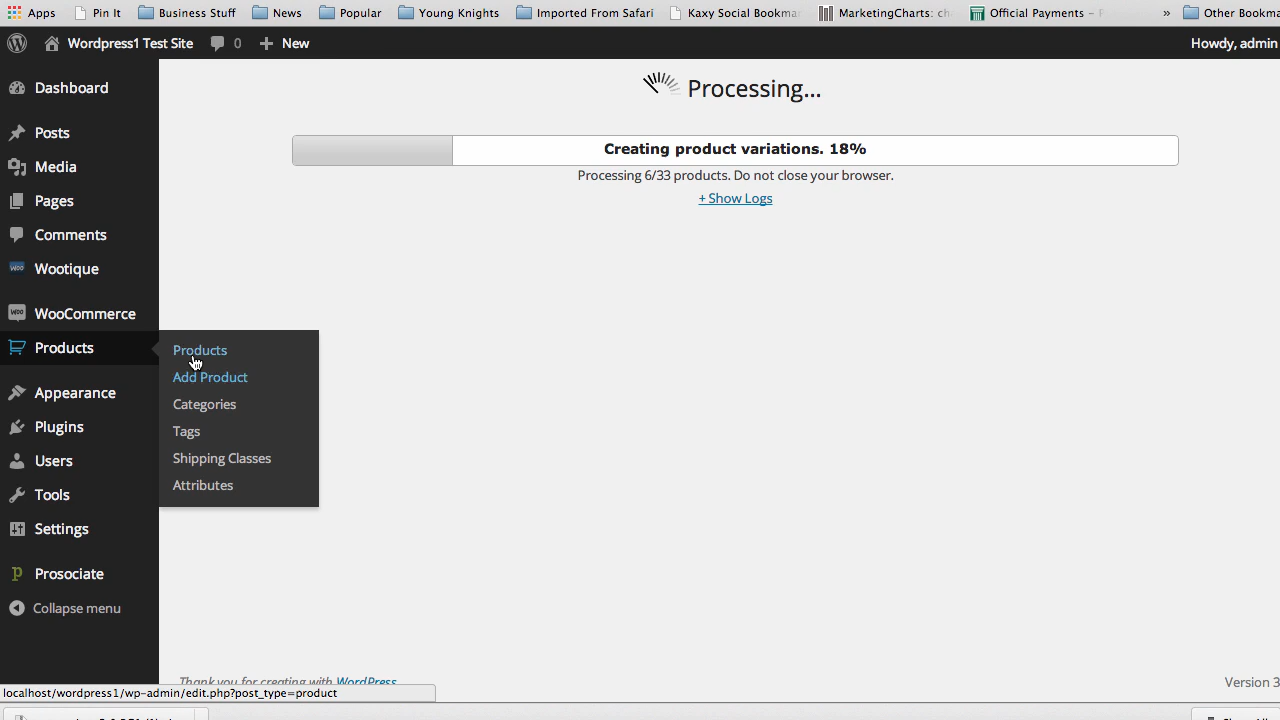 Apps Pin It Business Stuff News Popular Young Knights Imported From Safari Kaxy Social Bookma MarketingCharts: ch Official Payments – » Other Bookma
Wordpress1 Test Site 0 + New Howdy, admin
Dashboard
Posts
Media
Pages
Comments
Wootique
WooCommerce
Products
Appearance
Plugins
Users
Tools
Settings
Prosociate
Collapse menu
Products
Add Product
Categories
Tags
Shipping Classes
Attributes
Processing...
Creating product variations. 18%
Processing 6/33 products. Do not close your browser.
+ Show Logs
Thank you for creating with WordPress
Version 3
localhost/wordpress1/wp-admin/edit.php?post_type=product